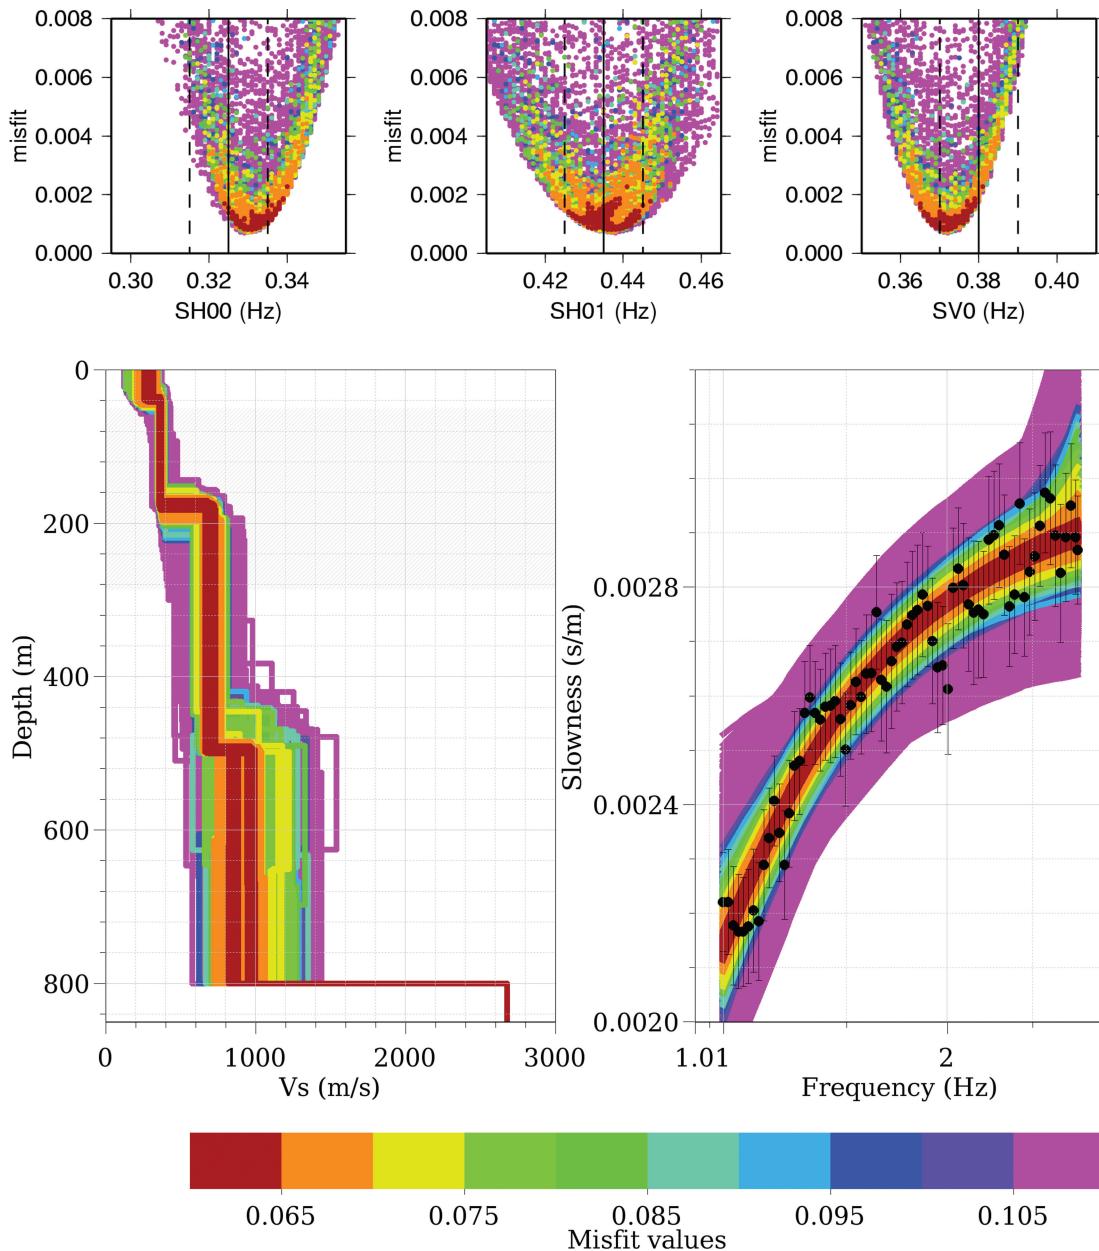 0.008
0.006
0.004
0.002
0.000
misfit
0.30 0.32 0.34
SH00 (Hz)
0.008
0.006
0.004
0.002
0.000
misfit
0.42 0.44 0.46
SH01 (Hz)
0.008
0.006
0.004
0.002
0.000
misfit
0.36 0.38 0.40
SV0 (Hz)
0
200
400
600
800
Depth (m)
0 1000 2000 3000
Vs (m/s)
0.0028
0.0024
0.0020
Slowness (s/m)
1.01 2
Frequency (Hz)
0.065 0.075 0.085 0.095 0.105
Misfit values